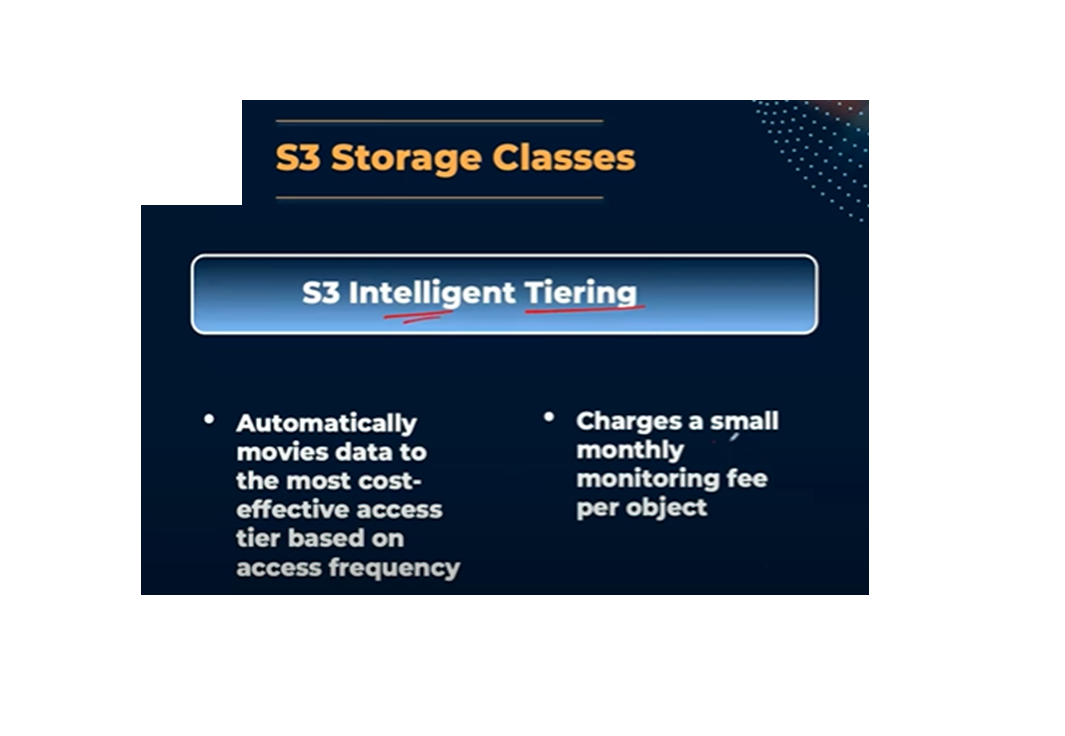 S3 Storage Classes
S3 Intelligent Tiering
• Automatically
movies data to
the most cost-
effective access
tier based on
access frequency
• Charges a small
monthly
monitoring fee
per object